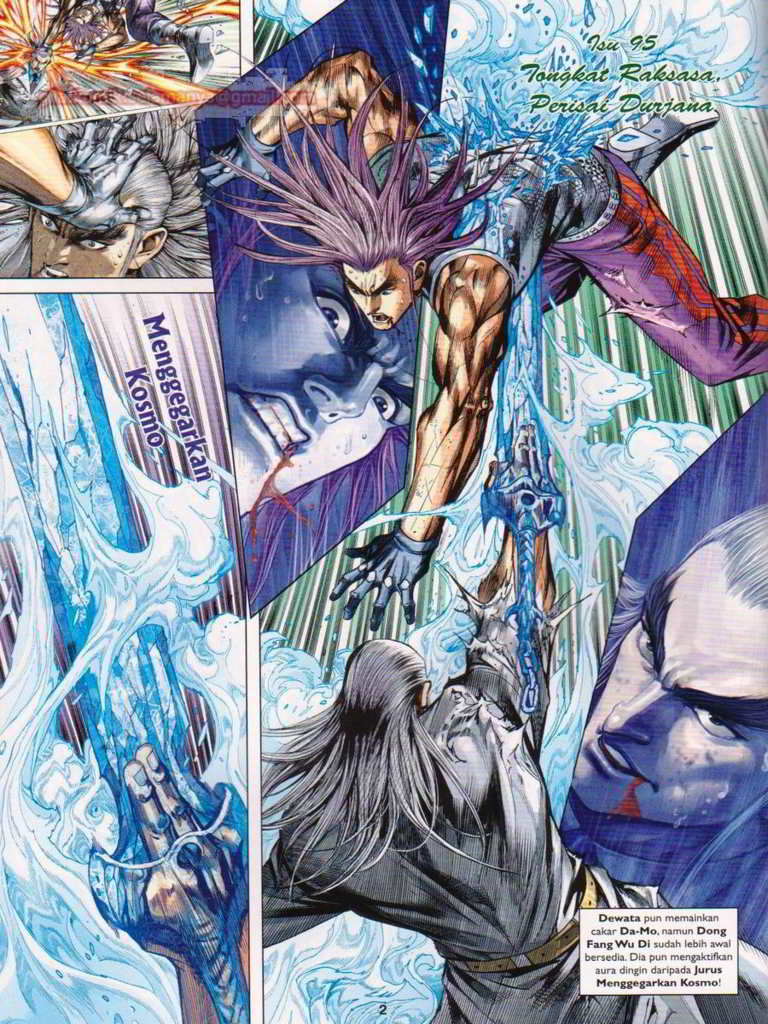 Isu 95
Tongkat Raksasa,
Perisai Durjana
Menggegarkan
Kosmo
Dewata pun memainkan
cakar Da-Mo, namun Dong
Fang Wu Di sudah lebih awal
bersedia. Dia pun mengaktifkan
aura dingin daripada Jurus
Menggegarkan Kosmo!
2